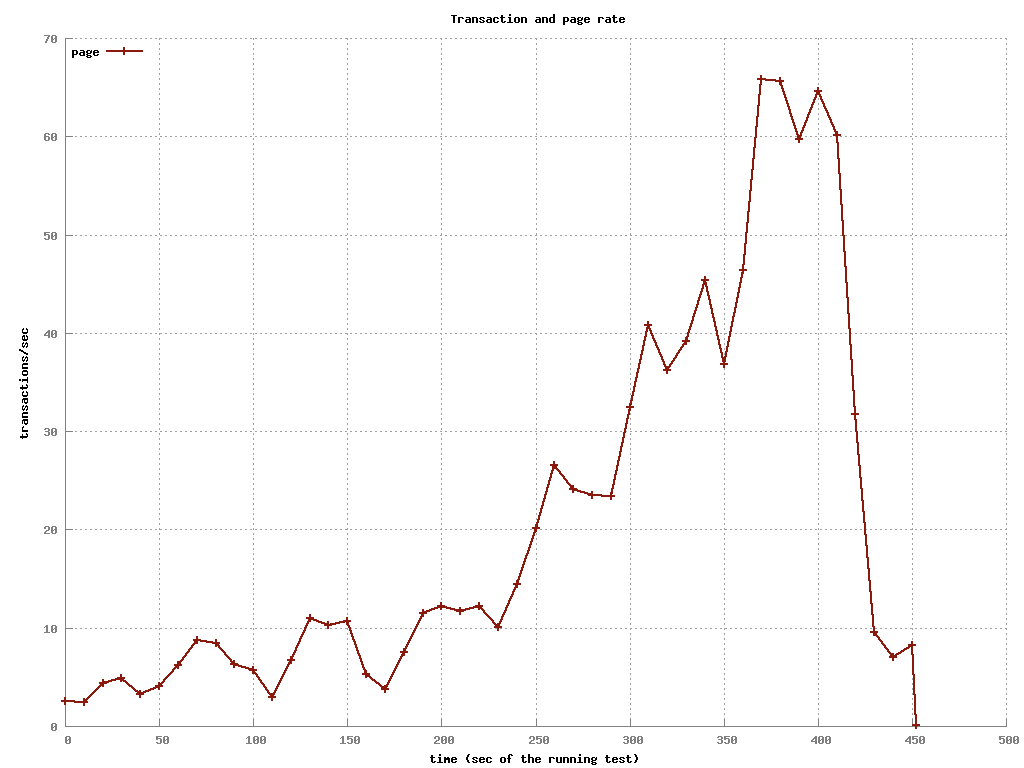 Transaction and page rate
page
70
60
50
40
30
20
10
0
transactions/sec
0 50 100 150 200 250 300 350 400 450 500
time (sec of the running test)